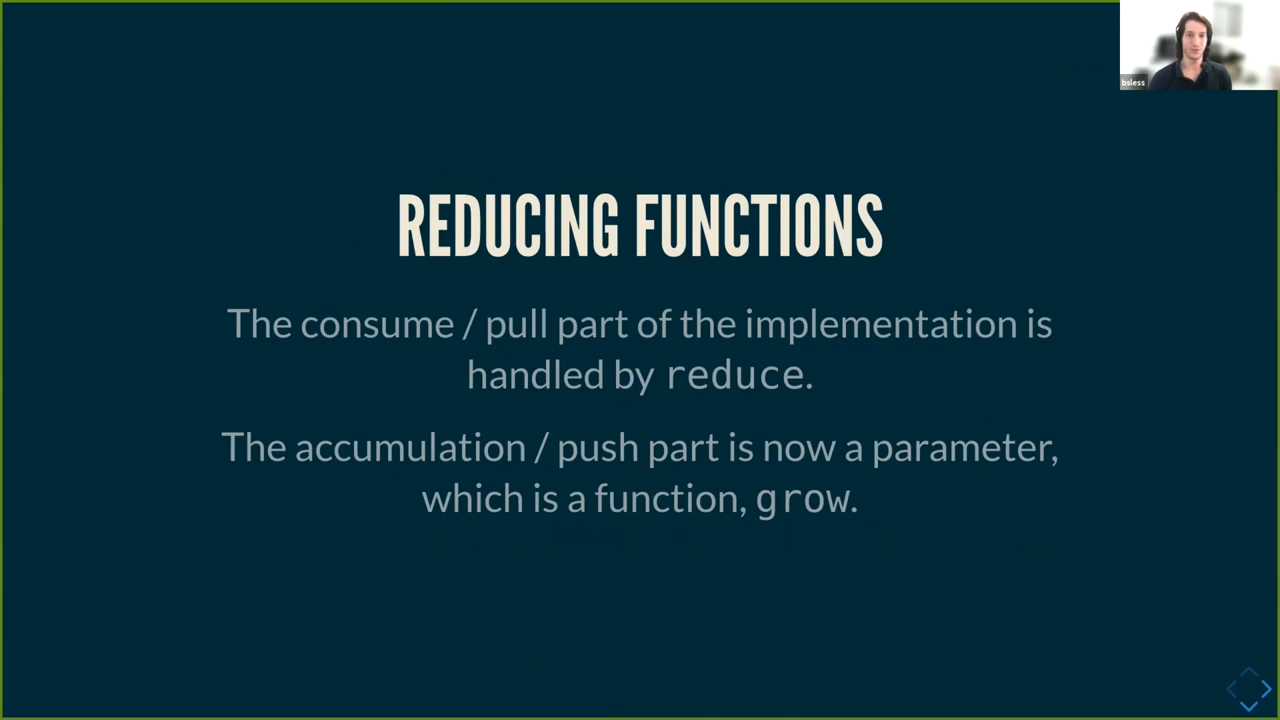 bsless
REDUCING FUNCTIONS
The consume / pull part of the implementation is
handled by reduce.
The accumulation / push part is now a parameter,
which is a function, grow.